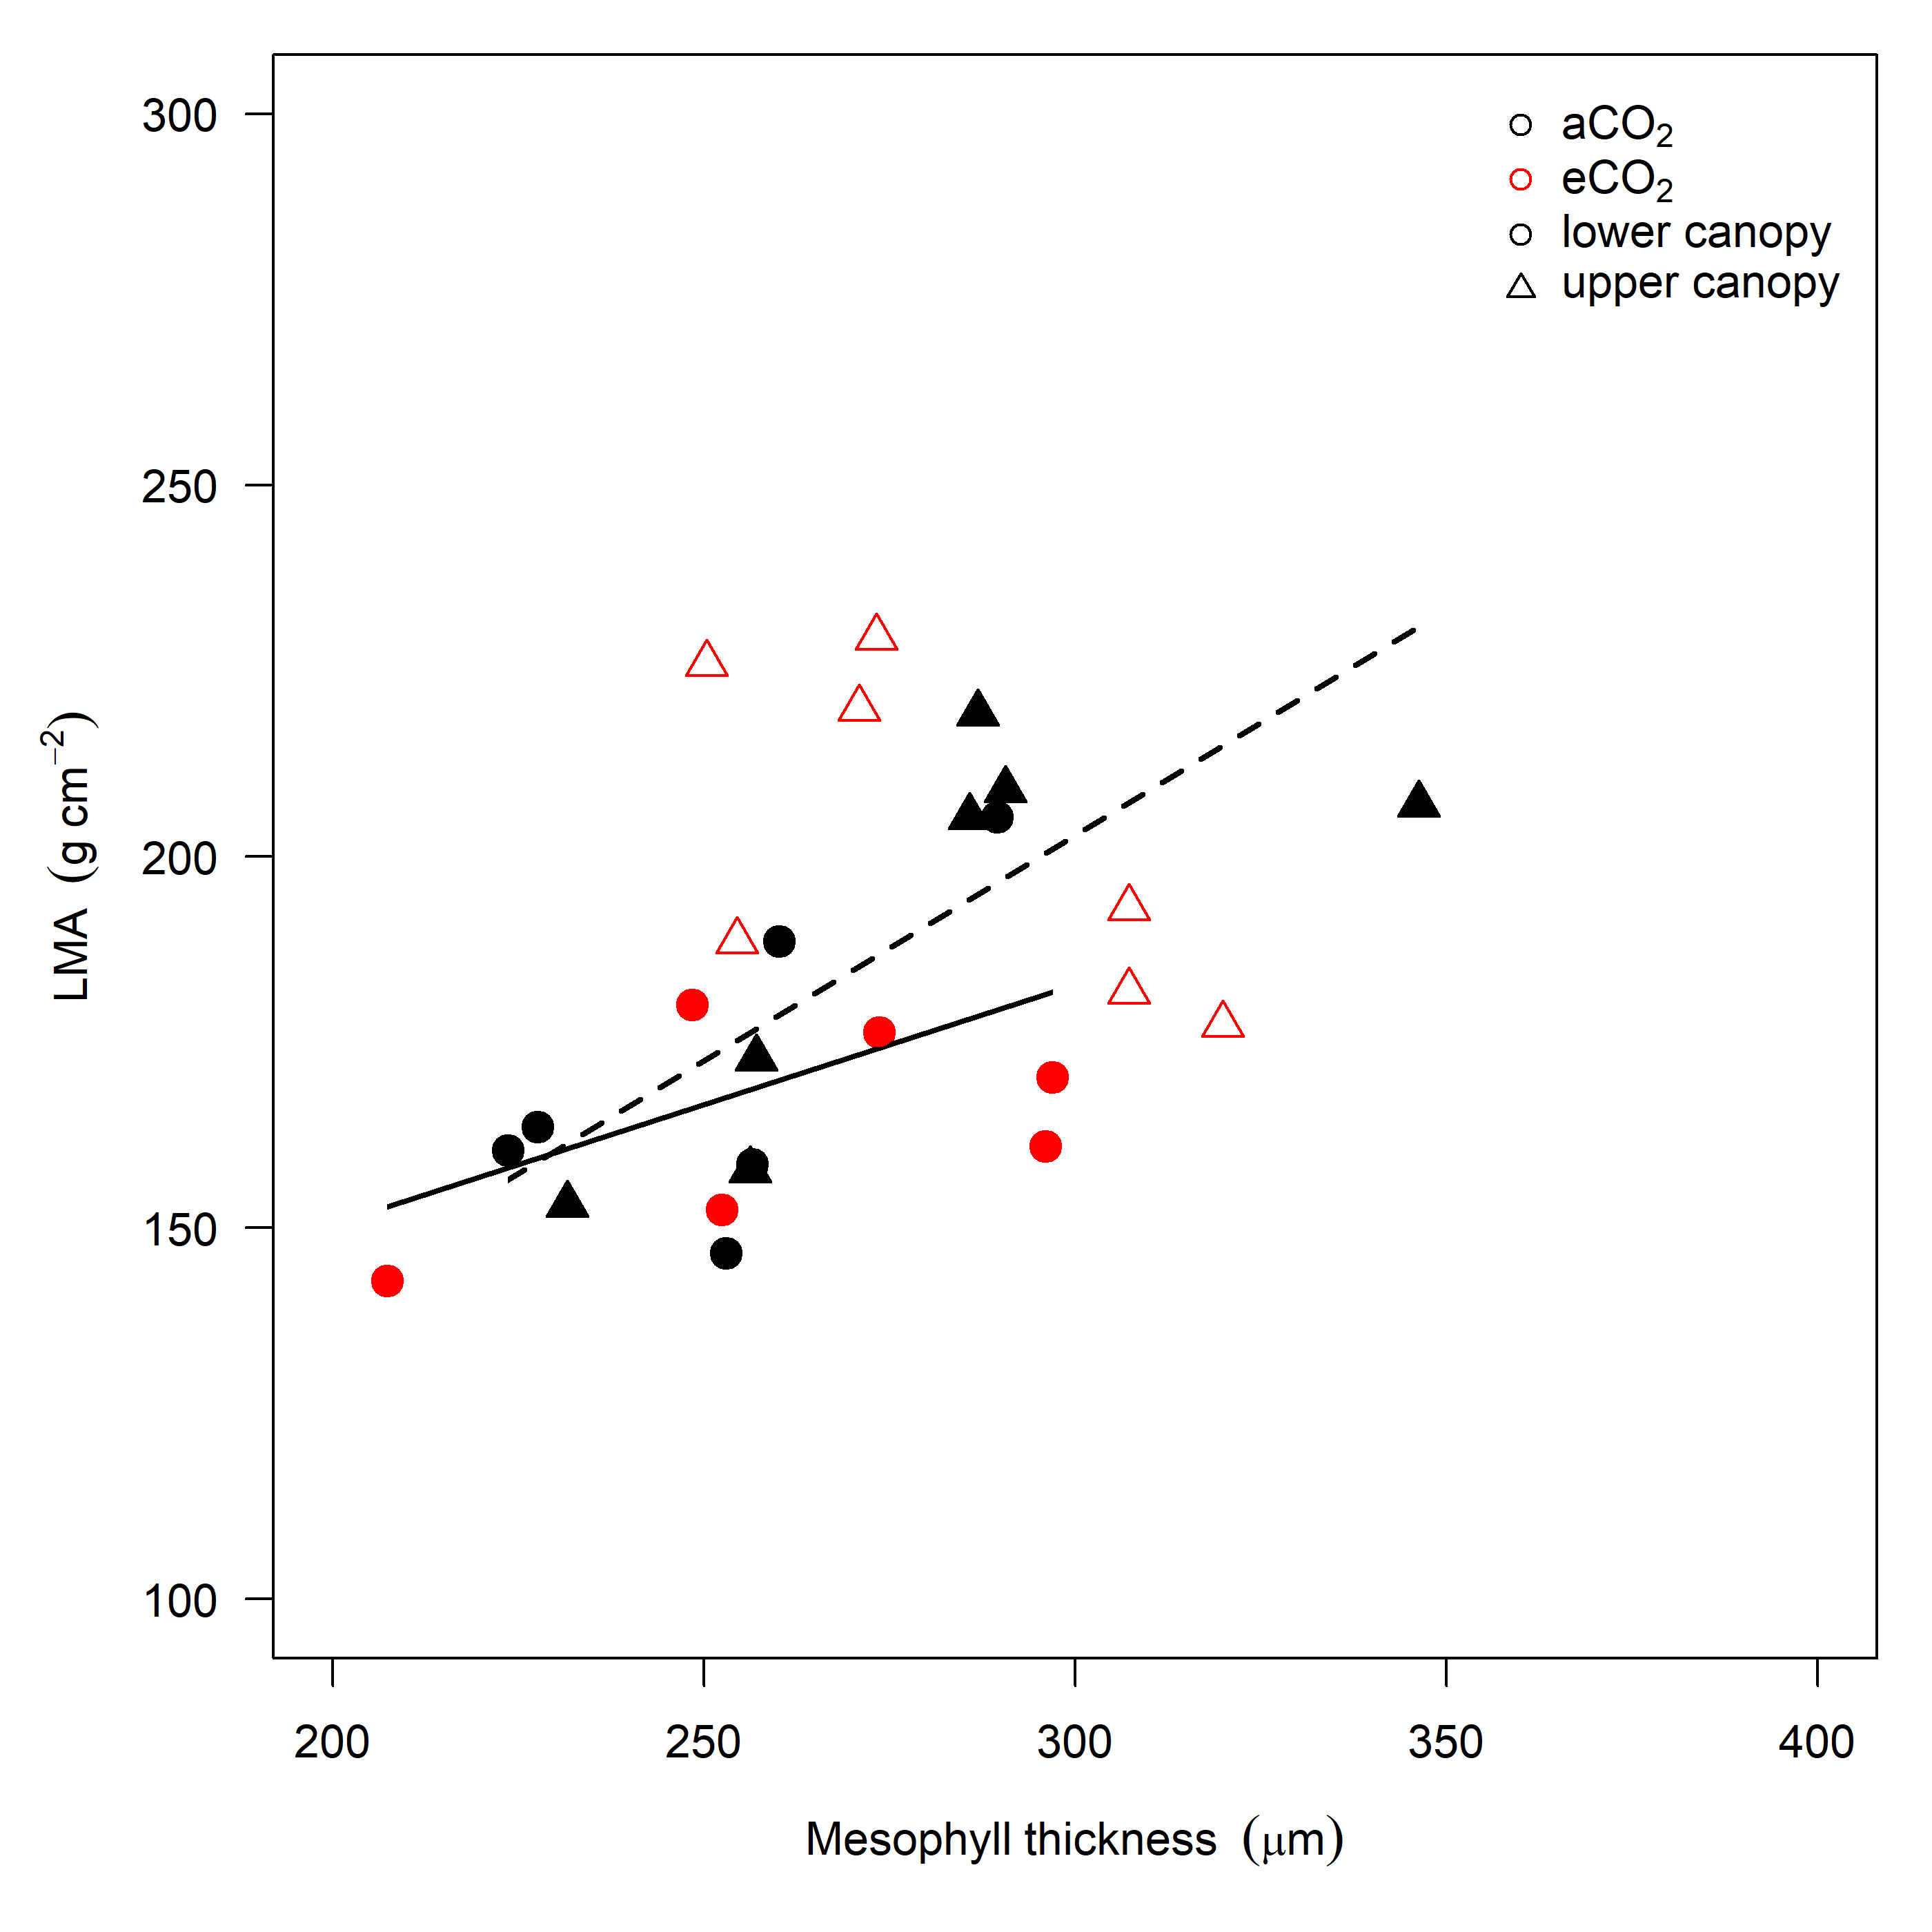 300
250
200
150
100
LMA (g cm⁻²)
aCO₂
eCO₂
lower canopy
upper canopy
200 250 300 350 400
Mesophyll thickness (μm)